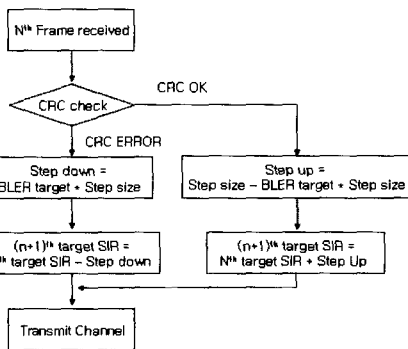 Nth Frame received
CRC check
CRC OK
CRC ERROR
Step down =
BLER target * Step size
Step up =
Step size - BLER target * Step size
(n+1)th target SIR =
target SIR - Step down
(n+1)th target SIR =
Nth target SIR + Step Up
Transmit Channel